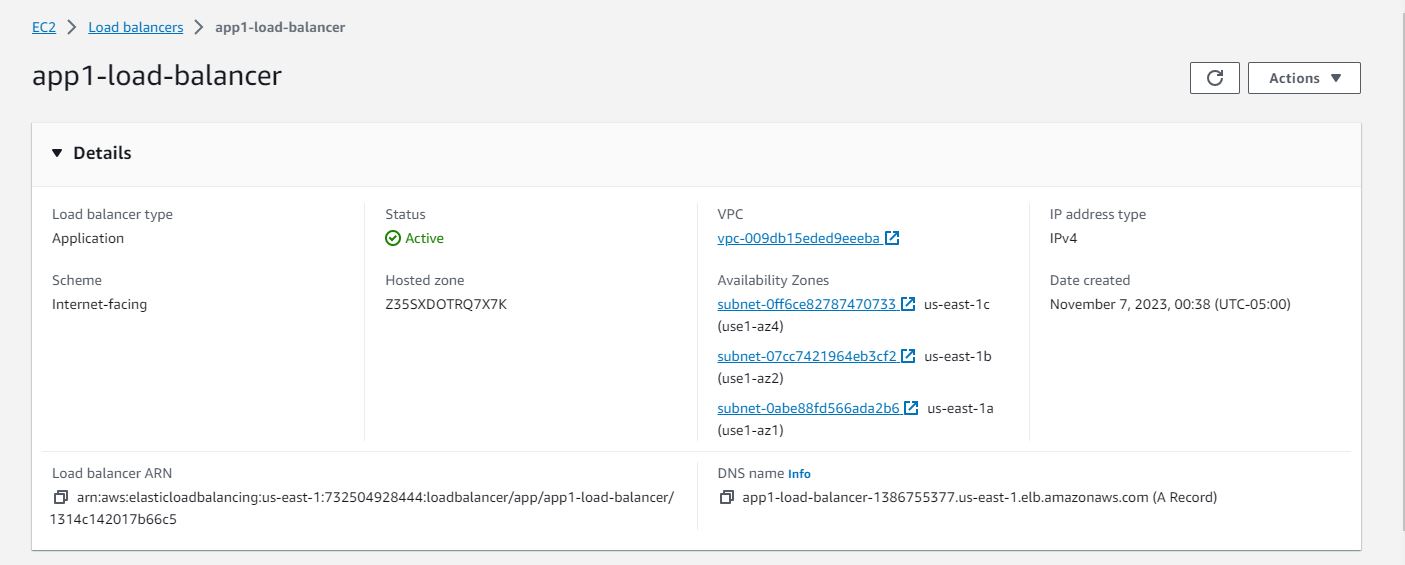 EC2 > Load balancers > app1-load-balancer
app1-load-balancer
Actions
Details
Load balancer type
Application
Status
Active
VPC
vpc-009db15eded9eeeba
IP address type
IPv4
Scheme
Internet-facing
Hosted zone
Z35SXDOTRQ7X7K
Availability Zones
subnet-0ff6ce82787470733 us-east-1c
(use1-az4)
subnet-07cc7421964eb3cf2 us-east-1b
(use1-az2)
subnet-0abe88fd566ada2b6 us-east-1a
(use1-az1)
Date created
November 7, 2023, 00:38 (UTC-05:00)
Load balancer ARN
arn:aws:elasticloadbalancing:us-east-1:732504928444:loadbalancer/app/app1-load-balancer/
1314c142017b66c5
DNS name Info
app1-load-balancer-1386755377.us-east-1.elb.amazonaws.com (A Record)